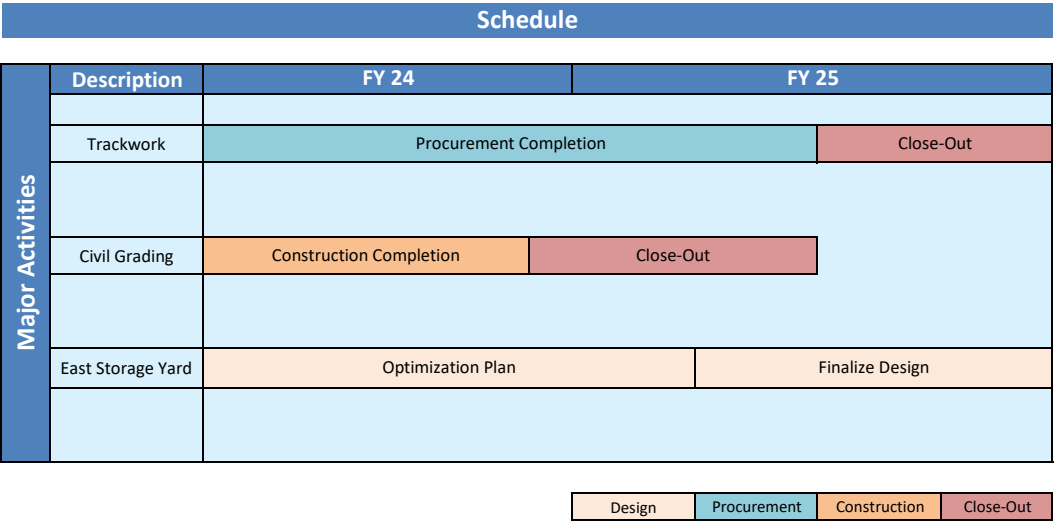 Schedule
Major Activities
Description FY 24 FY 25
Trackwork Procurement Completion Close-Out
Civil Grading Construction Completion Close-Out
East Storage Yard Optimization Plan Finalize Design
Design Procurement Construction Close-Out